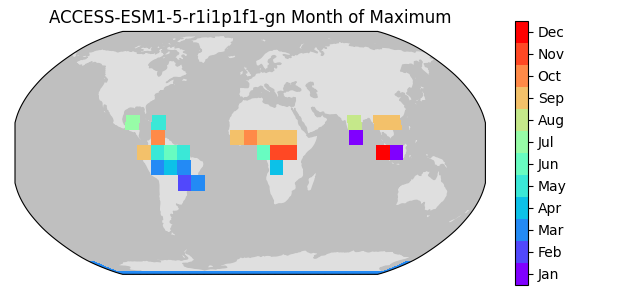 ACCESS-ESM1-5-r1i1p1f1-gn Month of Maximum
Dec
Nov
Oct
Sep
Aug
Jul
Jun
May
Apr
Mar
Feb
Jan